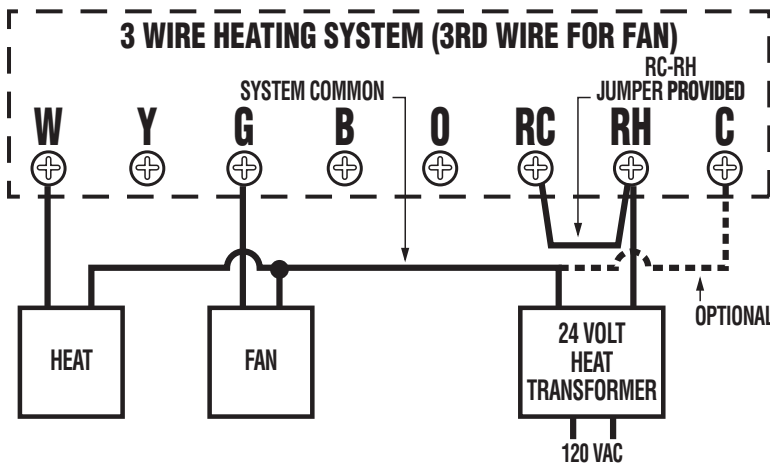 3 WIRE HEATING SYSTEM (3RD WIRE FOR FAN)
RC-RH
SYSTEM COMMON JUMPER PROVIDED
W Y G B O RC RH C
OPTIONAL
HEAT FAN 24 VOLT
HEAT
TRANSFORMER
120 VAC